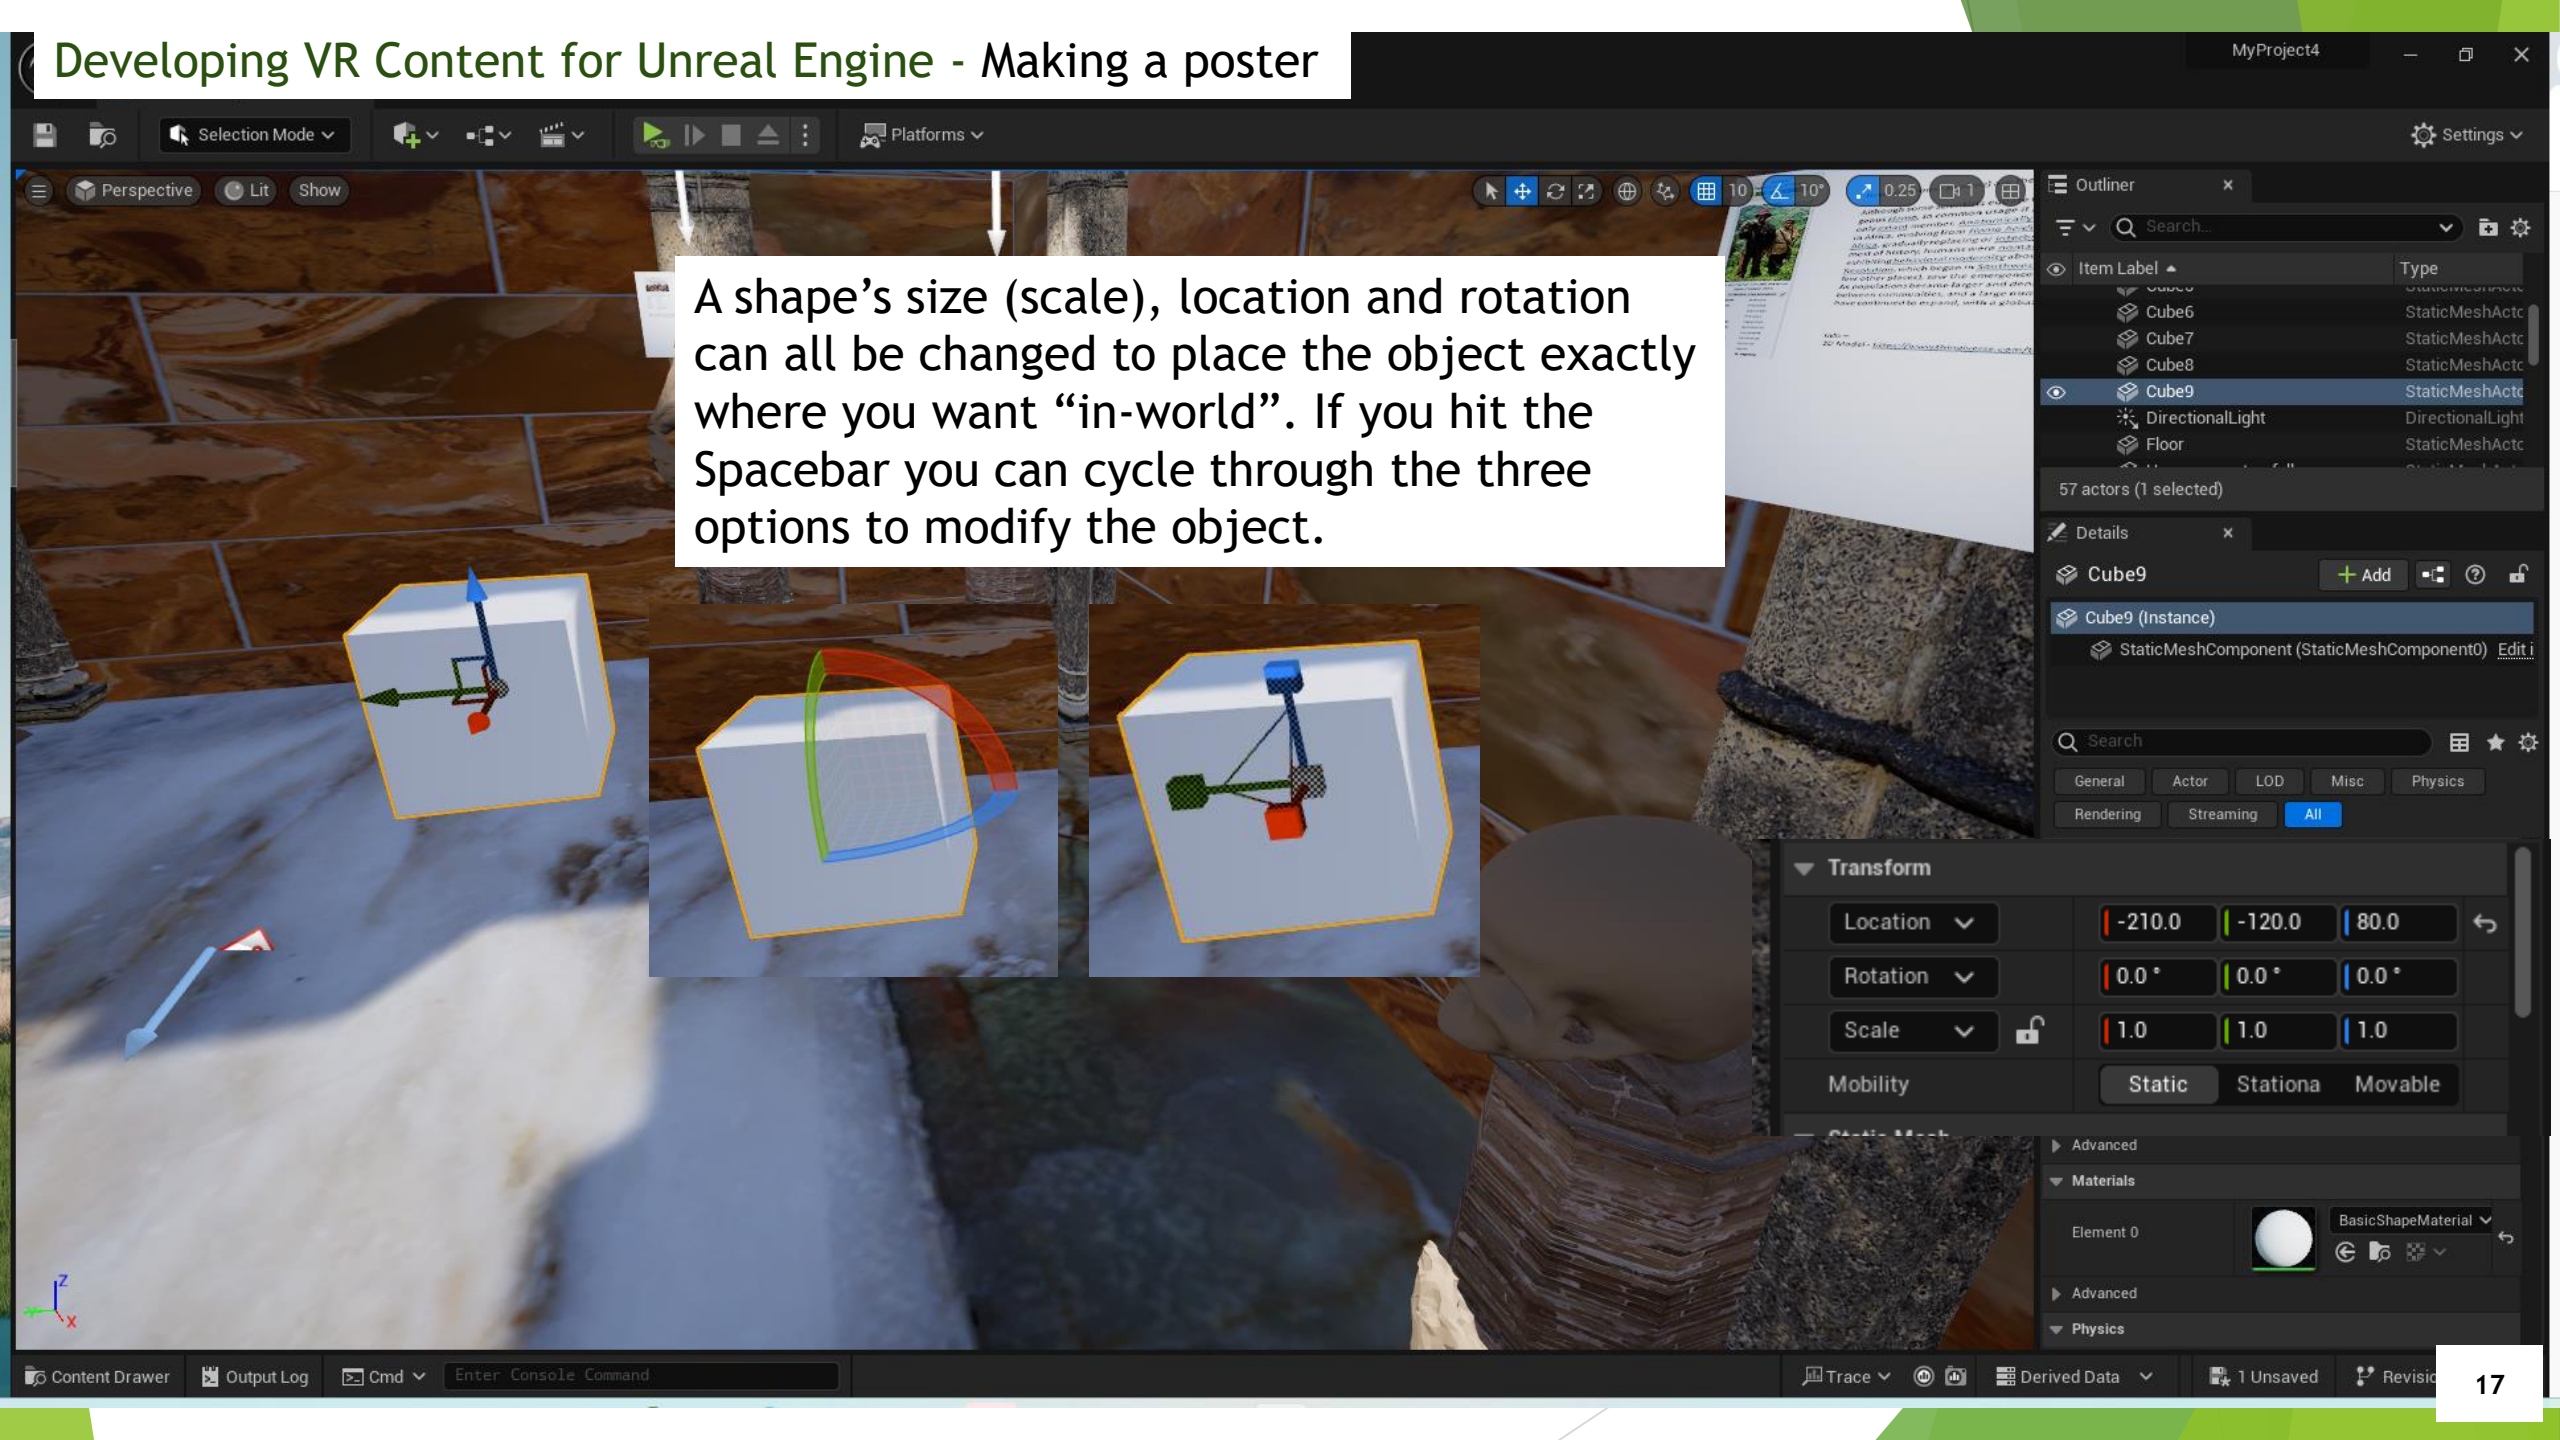 Developing VR Content for Unreal Engine - Making a poster
MyProject4
Selection Mode
Platforms
Settings
Perspective
Lit
Show
10
10°
0.25
1
A shape’s size (scale), location and rotation
can all be changed to place the object exactly
where you want “in-world”. If you hit the
Spacebar you can cycle through the three
options to modify the object.
Outliner
Search...
Item Label
Type
Cube6
StaticMeshActo
Cube7
StaticMeshActo
Cube8
StaticMeshActo
Cube9
StaticMeshActo
DirectionalLight
DirectionalLight
Floor
StaticMeshActo
57 actors (1 selected)
Details
Cube9
Add
Cube9 (Instance)
StaticMeshComponent (StaticMeshComponent0)
Edit i
Search
General
Actor
LOD
Misc
Physics
Rendering
Streaming
All
Transform
Location
-210.0
-120.0
80.0
Rotation
0.0 °
0.0 °
0.0 °
Scale
1.0
1.0
1.0
Mobility
Static
Stationa
Movable
Advanced
Materials
Element 0
BasicShapeMaterial
Advanced
Physics
Z
Y
X
Content Drawer
Output Log
Cmd
Enter Console Command
Trace
Derived Data
1 Unsaved
Revisio
17